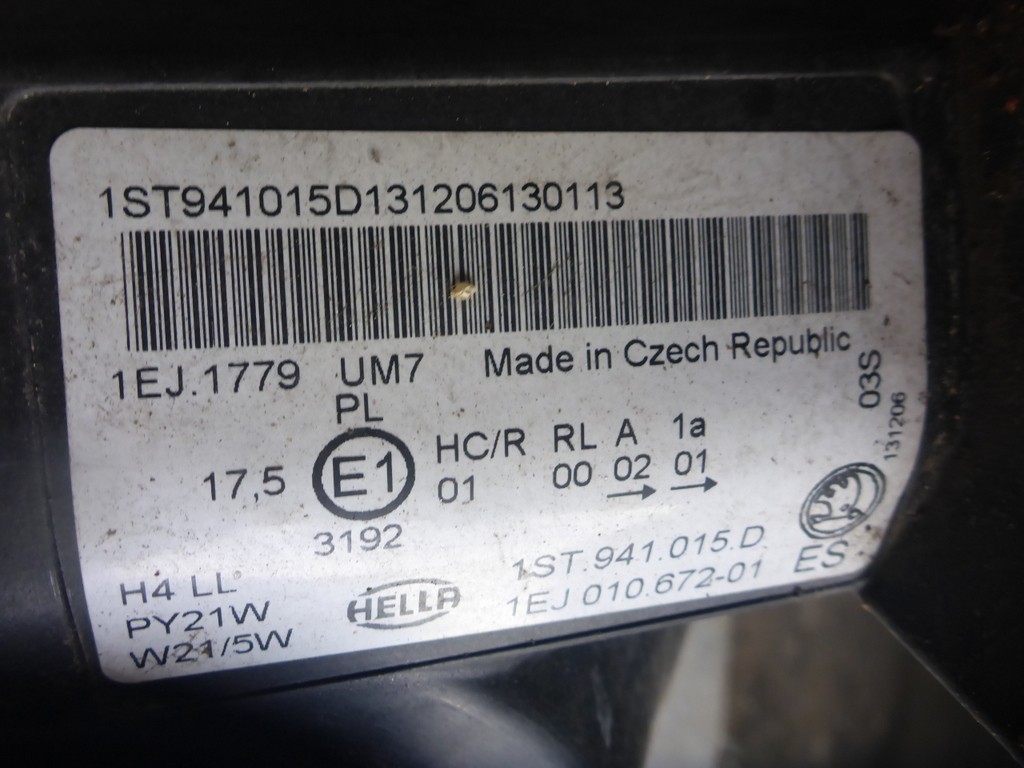 1ST941015D131206130113
1EJ.1779 UM7 Made in Czech Republic
PL
03S
131206
HC/R RL A 1a
17,5 E1 01 00 02 01
3192
H4 LL
PY21W
W21/5W
HELLA
1ST.941.015.D
1EJ 010.672-01
ES